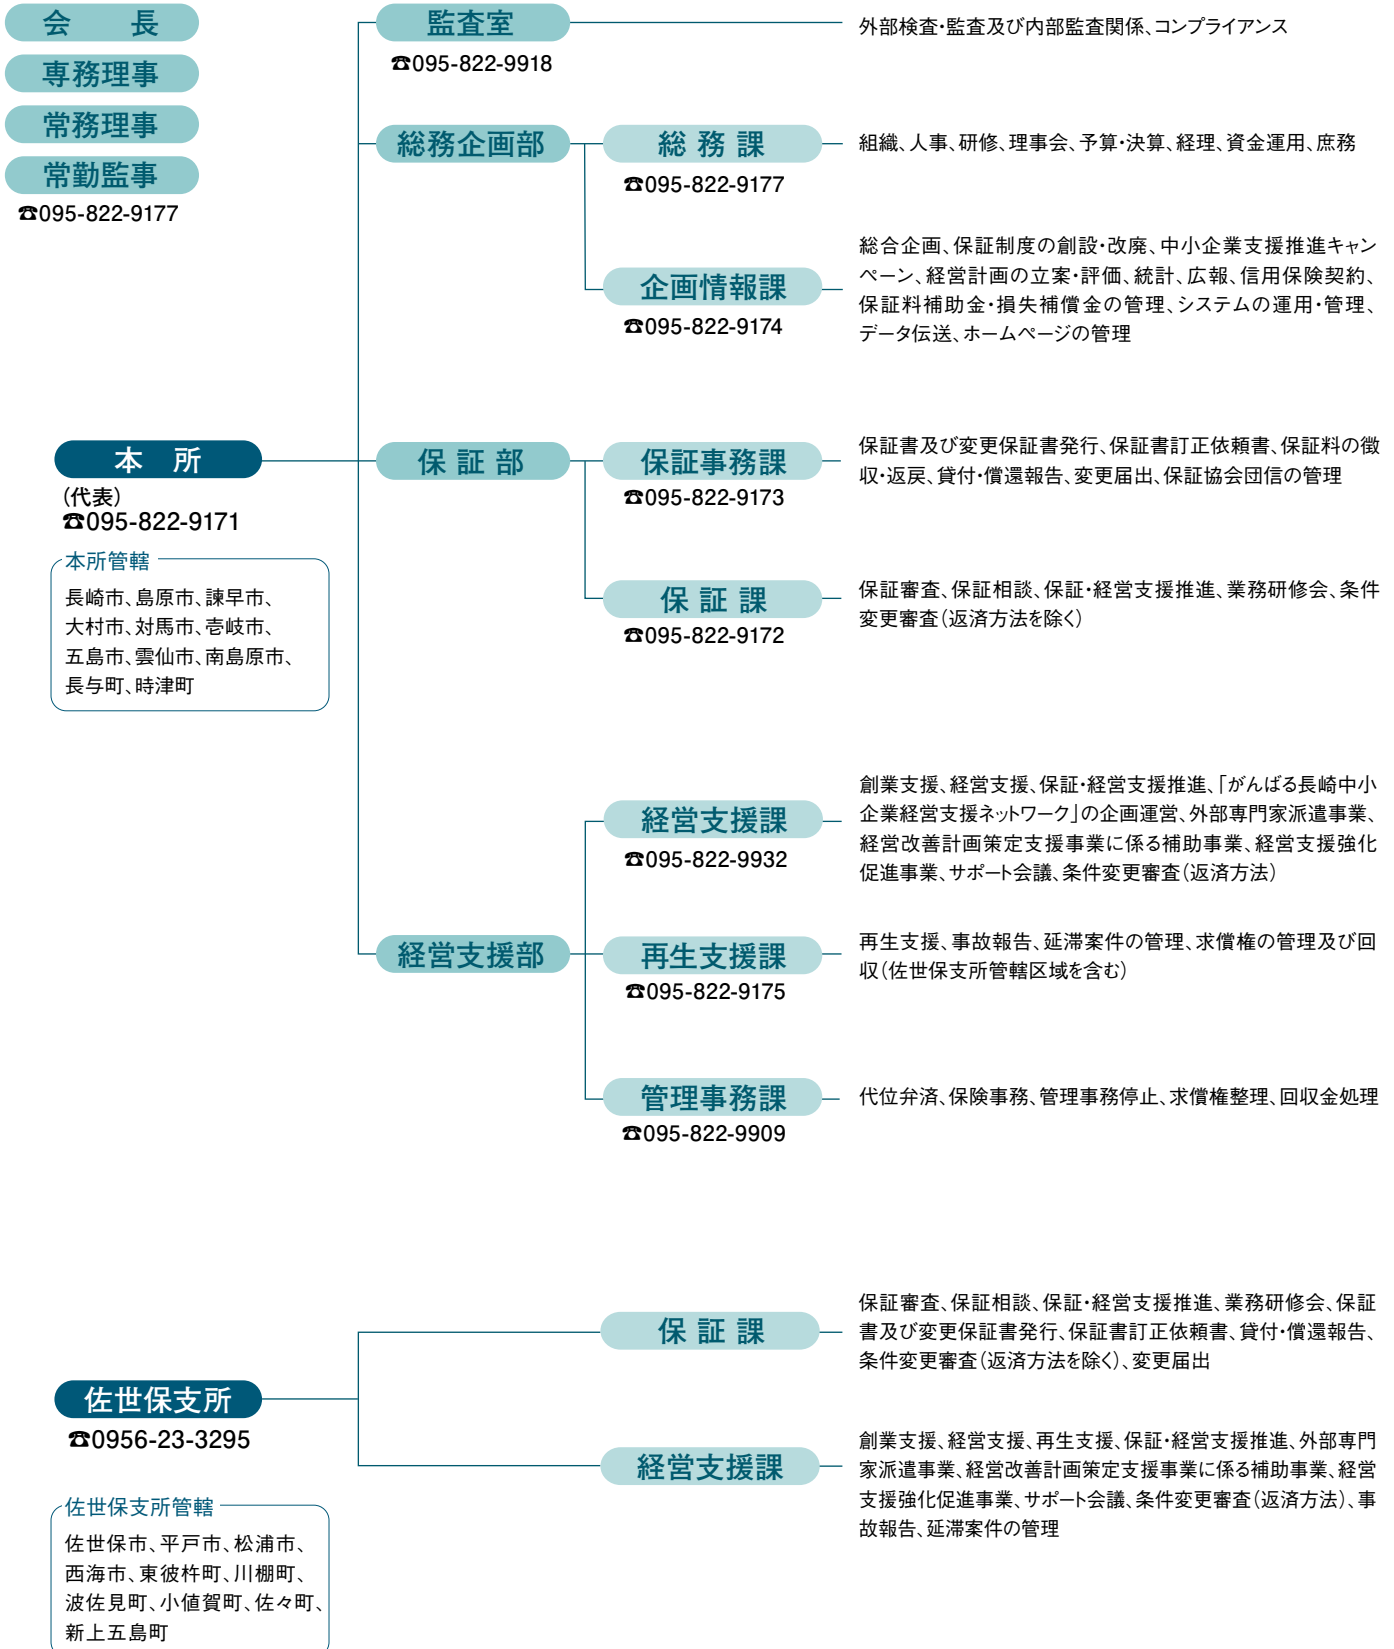 会 長
専務理事
常務理事
常勤監事
☎095-822-9177
本 所
(代表)
☎095-822-9171
本所管轄
長崎市、島原市、諫早市、
大村市、対馬市、壱岐市、
五島市、雲仙市、南島原市、
長与町、時津町
監査室
☎095-822-9918
外部検査・監査及び内部監査関係、コンプライアンス
総務企画部
総 務 課
☎095-822-9177
組織、人事、研修、理事会、予算・決算、経理、資金運用、庶務
企画情報課
☎095-822-9174
総合企画、保証制度の創設・改廃、中小企業支援推進キャン
ペーン、経営計画の立案・評価、統計、広報、信用保険契約、
保証料補助金・損失補償金の管理、システムの運用・管理、
データ伝送、ホームページの管理
保 証 部
保証事務課
☎095-822-9173
保証書及び変更保証書発行、保証書訂正依頼書、保証料の徴
収・返戻、貸付・償還報告、変更届出、保証協会団信の管理
保 証 課
☎095-822-9172
保証審査、保証相談、保証・経営支援推進、業務研修会、条件
変更審査（返済方法を除く）
経営支援部
経営支援課
☎095-822-9932
創業支援、経営支援、保証・経営支援推進、「がんばる長崎中小
企業経営支援ネットワーク」の企画運営、外部専門家派遣事業、
経営改善計画策定支援事業に係る補助事業、経営支援強化
促進事業、サポート会議、条件変更審査（返済方法）
再生支援課
☎095-822-9175
再生支援、事故報告、延滞案件の管理、求償権の管理及び回
収（佐世保支所管轄区域を含む）
管理事務課
☎095-822-9909
代位弁済、保険事務、管理事務停止、求償権整理、回収金処理
佐世保支所
☎0956-23-3295
佐世保支所管轄
佐世保市、平戸市、松浦市、
西海市、東彼杵町、川棚町、
波佐見町、小値賀町、佐々町、
新上五島町
保 証 課
保証審査、保証相談、保証・経営支援推進、業務研修会、保証
書及び変更保証書発行、保証書訂正依頼書、貸付・償還報告、
条件変更審査（返済方法を除く）、変更届出
経営支援課
創業支援、経営支援、再生支援、保証・経営支援推進、外部専門
家派遣事業、経営改善計画策定支援事業に係る補助事業、経営
支援強化促進事業、サポート会議、条件変更審査（返済方法）、事
故報告、延滞案件の管理